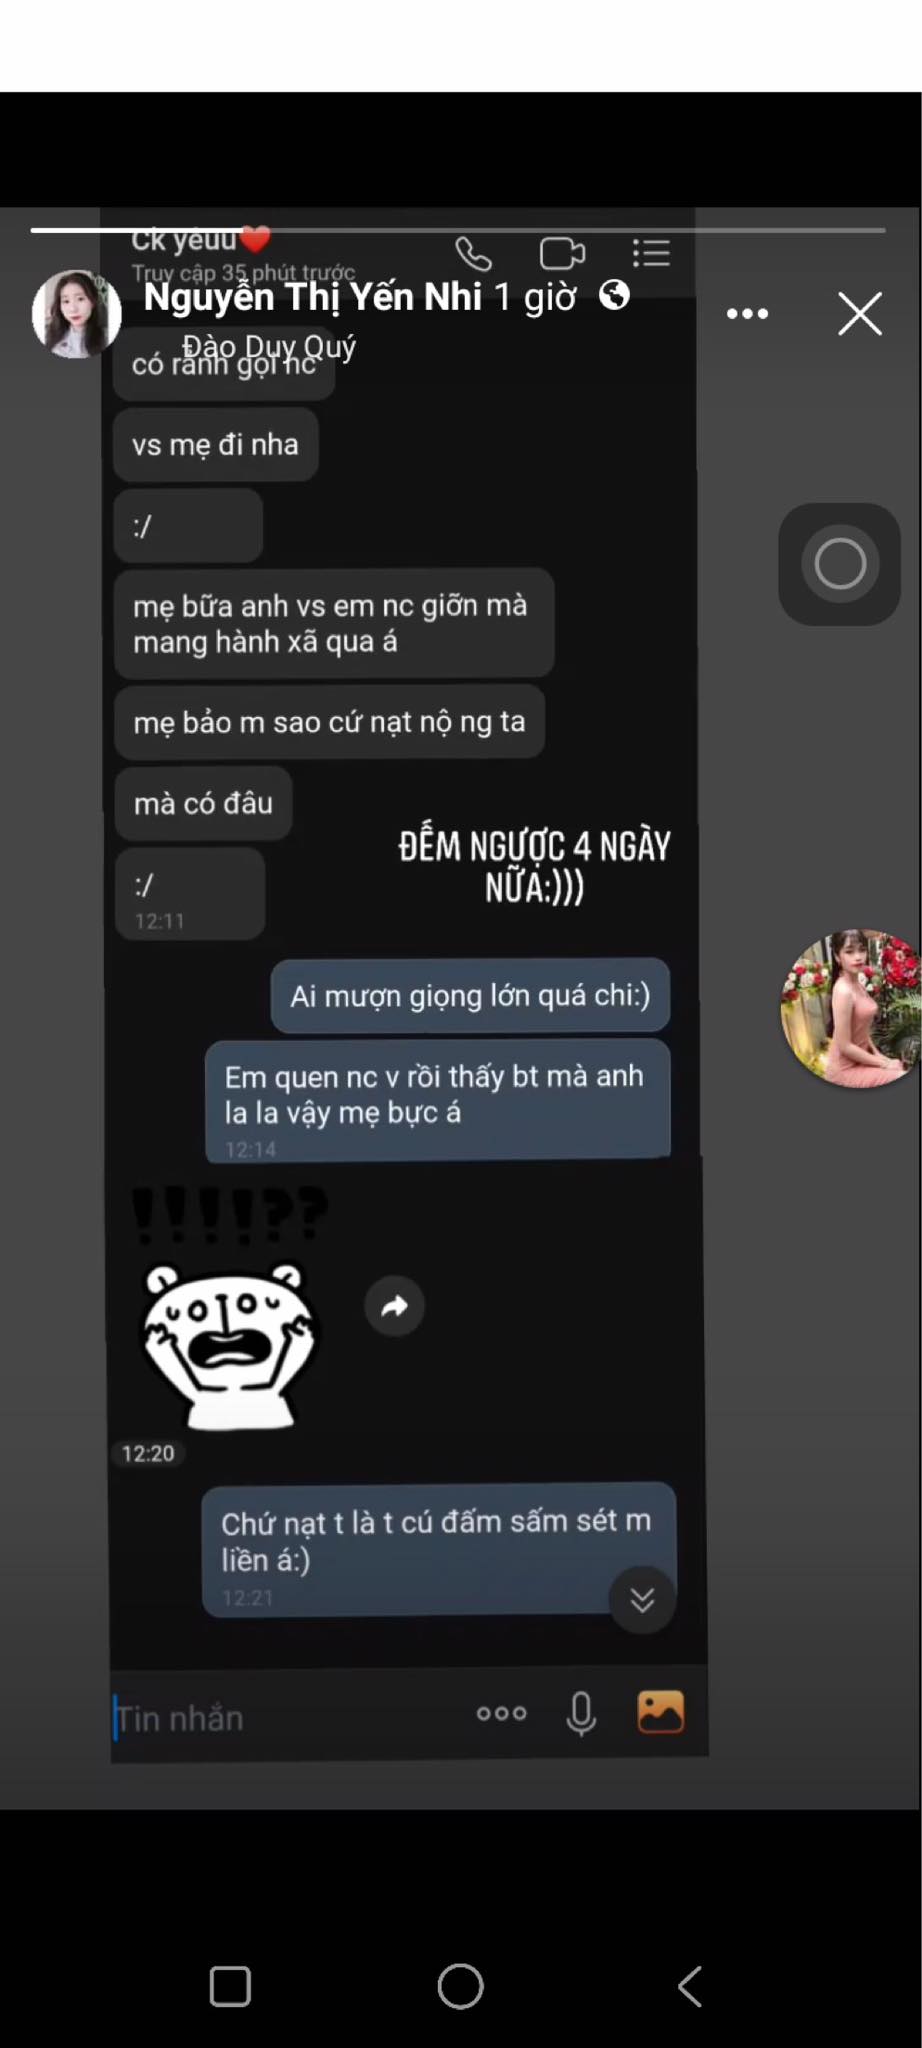 Ck yêuu❤️
Truy cập 35 phút trước
Nguyễn Thị Yến Nhi 1 giờ
Đào Duy Quý
có rãnh gọi nc
vs mẹ đi nha
:/
mẹ bữa anh vs em nc giỡn mà
mang hành xã qua á
mẹ bảo m sao cứ nạt nộ ng ta
mà có đâu
ĐẾM NGƯỢC 4 NGÀY
NỮA:)))
:/
12:11
Ai mượn giọng lớn quá chi:)
Em quen nc v rồi thấy bt mà anh
la la vậy mẹ bực á
12:14
!!!!??
12:20
Chứ nạt t là t cú đấm sấm sét m
liền á:)
12:21
Tin nhắn